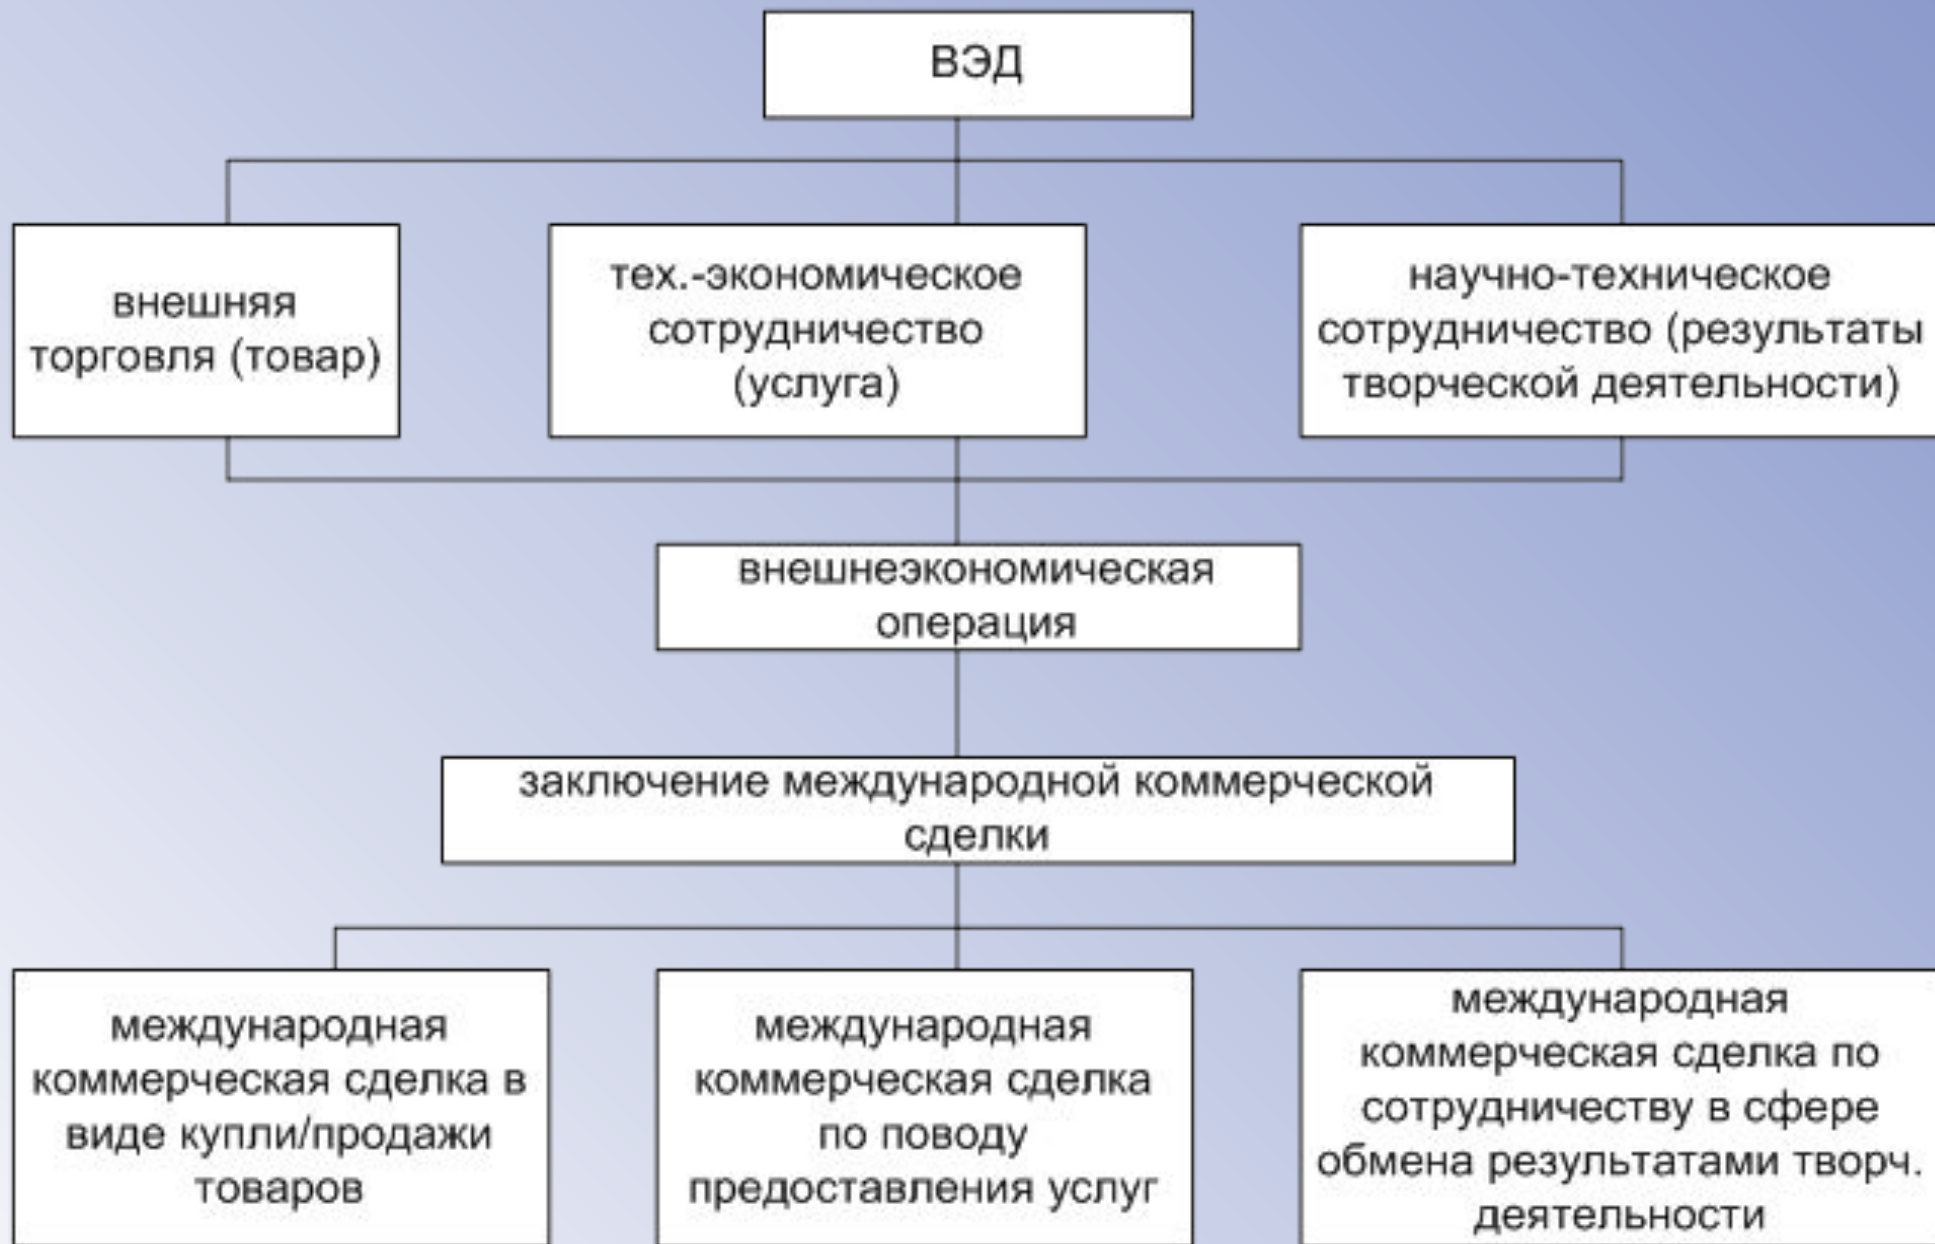 ВЭД
внешняя
торговля (товар)
тех.-экономическое
сотрудничество
(услуга)
научно-техническое
сотрудничество (результаты
творческой деятельности)
внешнеэкономическая
операция
заключение международной коммерческой
сделки
международная
коммерческая сделка в
виде купли/продажи
товаров
международная
коммерческая сделка
по поводу
предоставления услуг
международная
коммерческая сделка по
сотрудничеству в сфере
обмена результатами творч.
деятельности